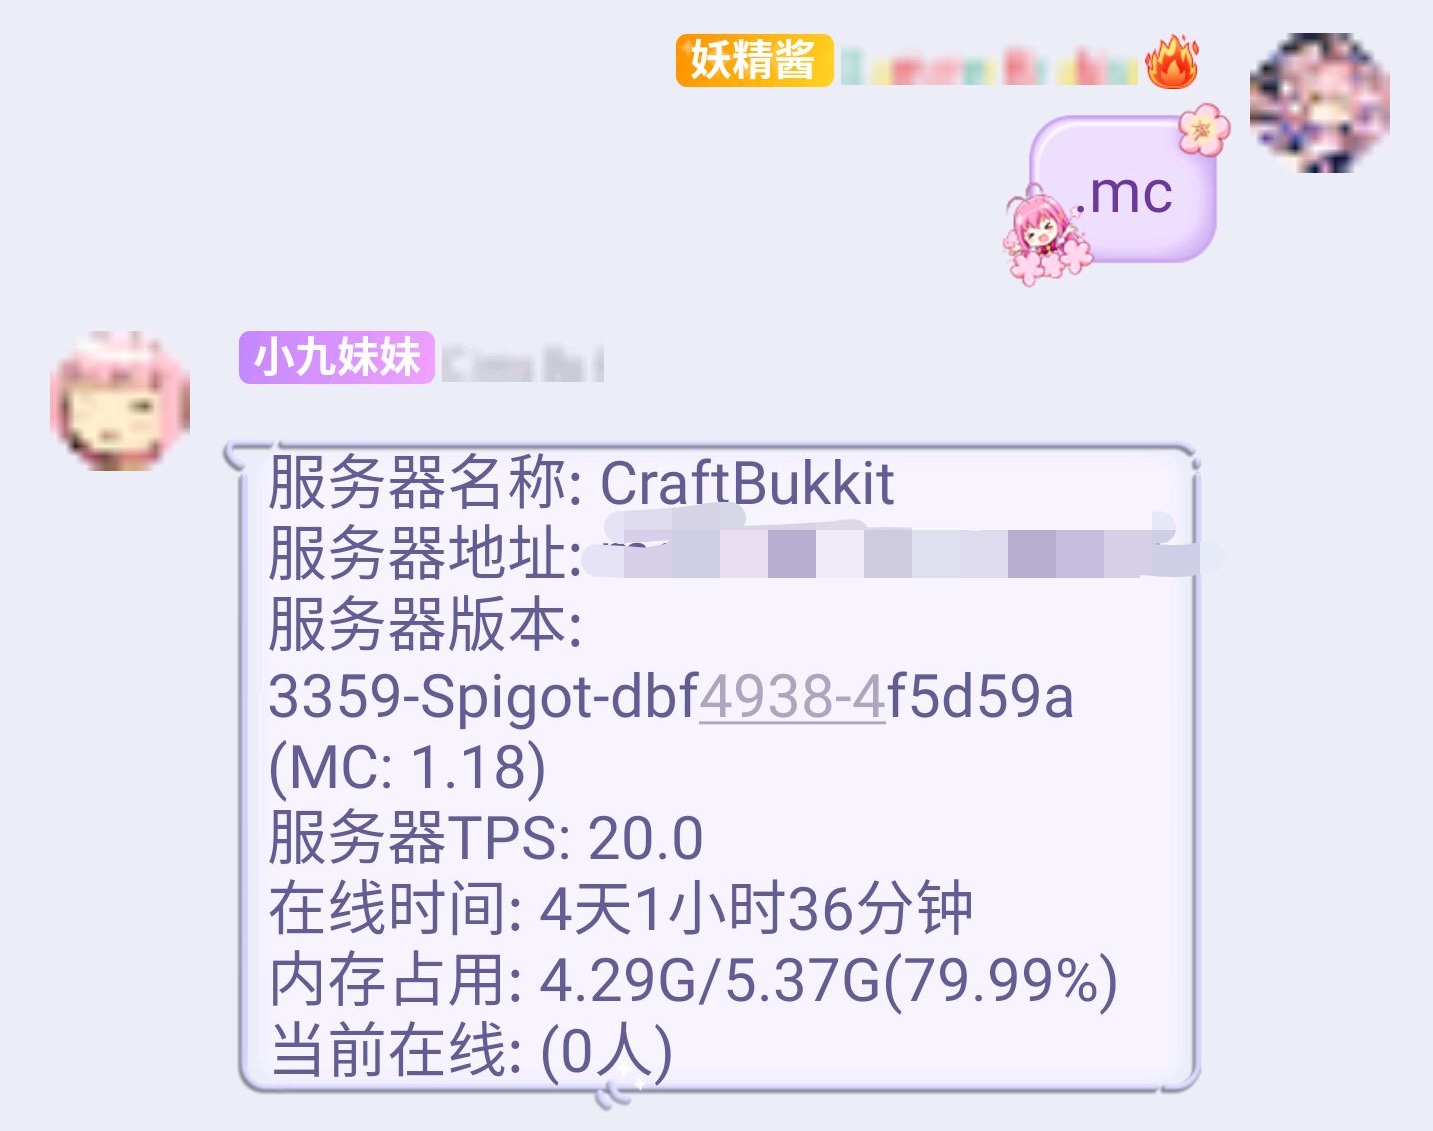 妖精酱
.mc
小九妹妹
服务器名称: CraftBukkit
服务器地址:
服务器版本:
3359-Spigot-dbf4938-4f5d59a
(MC: 1.18)
服务器TPS: 20.0
在线时间: 4天1小时36分钟
内存占用: 4.29G/5.37G(79.99%)
当前在线: (0人)